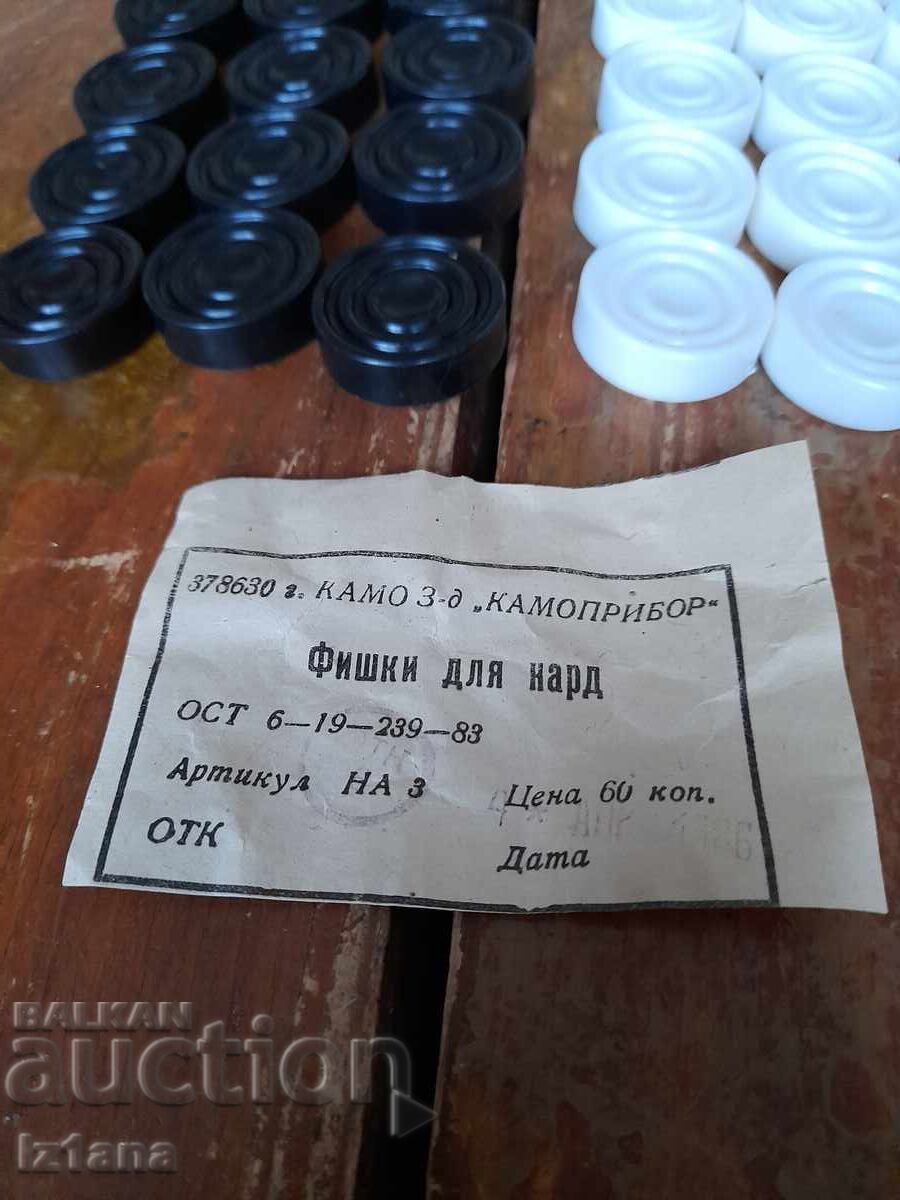 378630 г. КАМО З-д „КАМОПРИБОР“
Фишки для нард
ОСТ 6—19—239—83
Артикул НА 3 Цена 60 коп.
ОТК
Дата
BALKAN
auction
Iz1ana